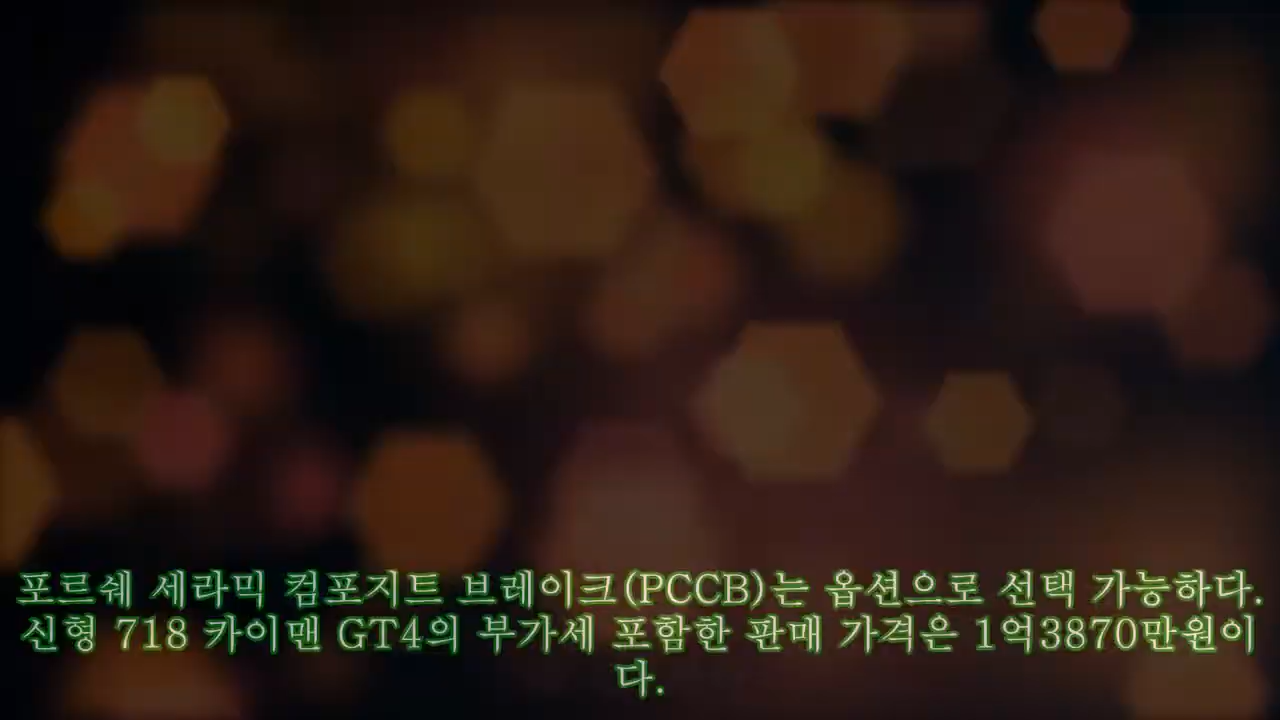 포르쉐 세라믹 컴포지트 브레이크(PCCB)는 옵션으로 선택 가능하다.
신형 718 카이맨 GT4의 부가세 포함한 판매 가격은 1억3870만원이
다.